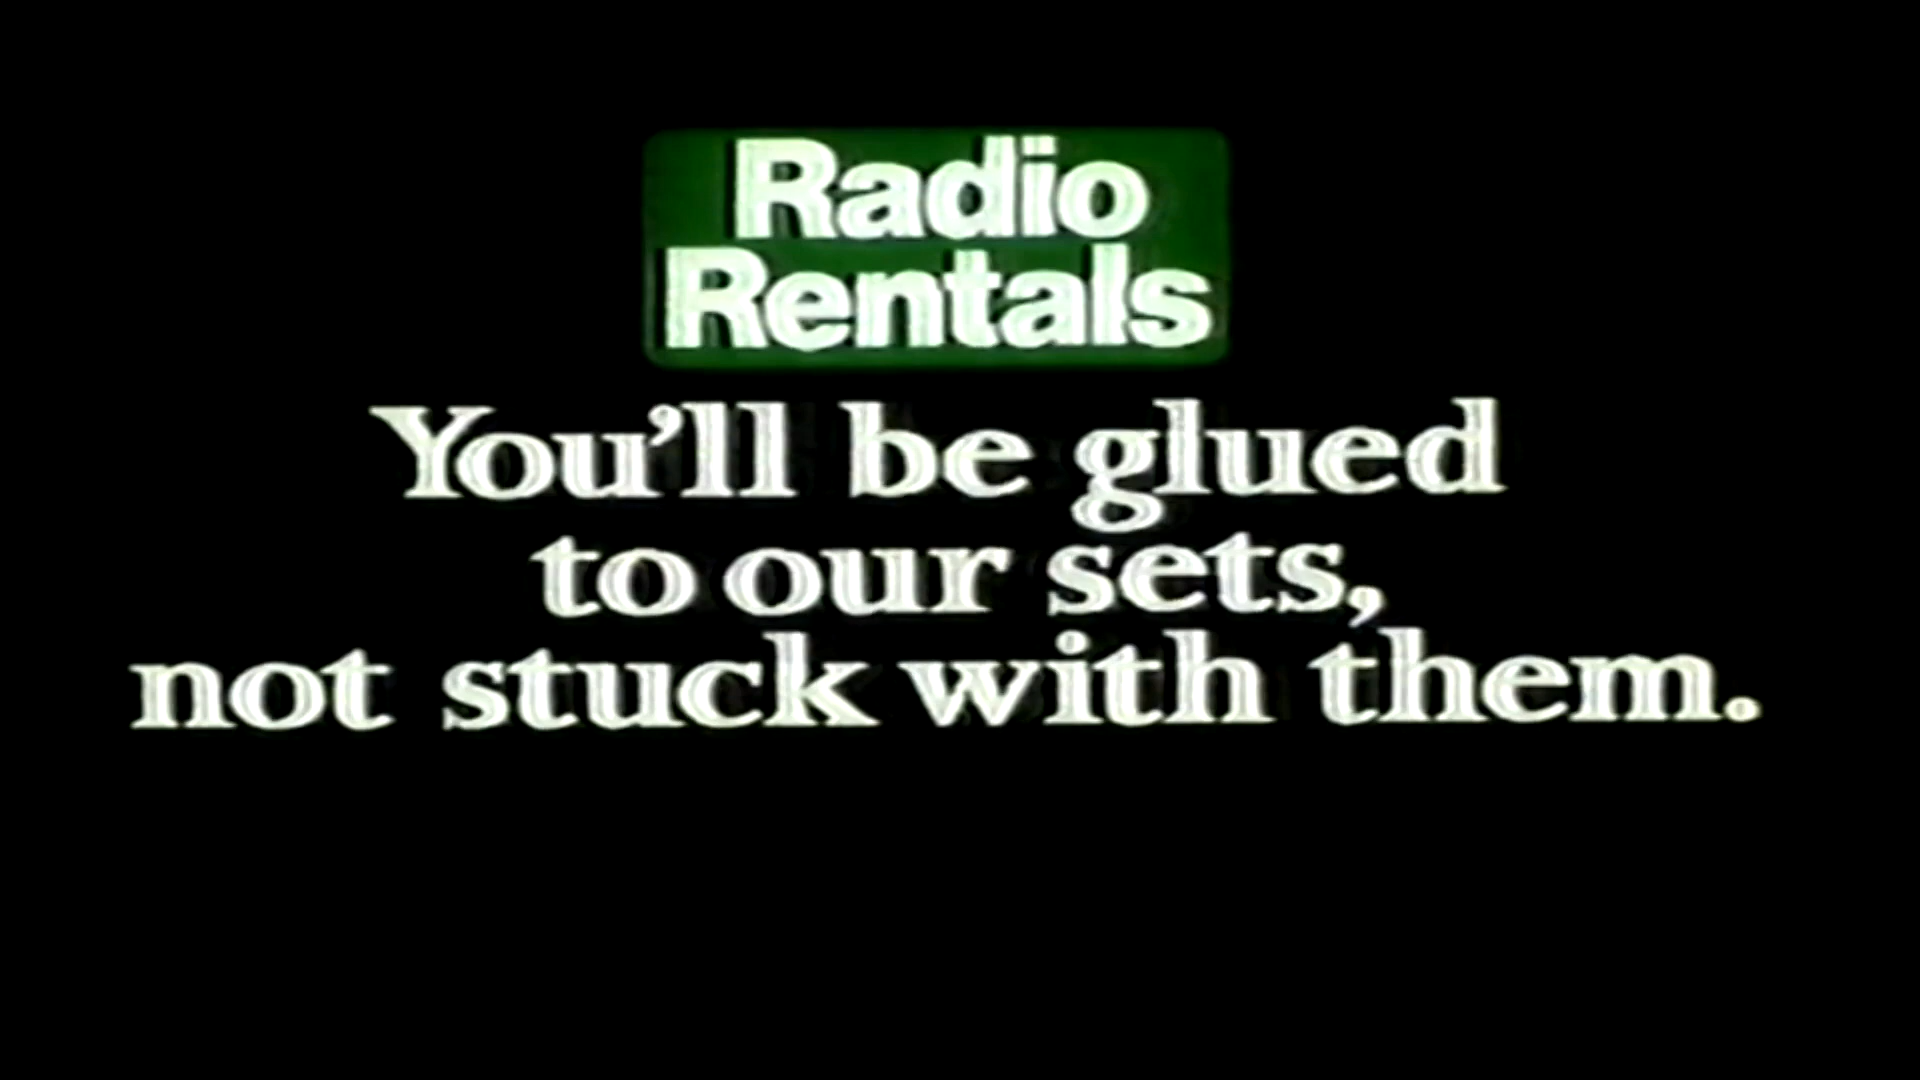 Radio
Rentals
You'll be glued
to our sets,
not stuck with them.